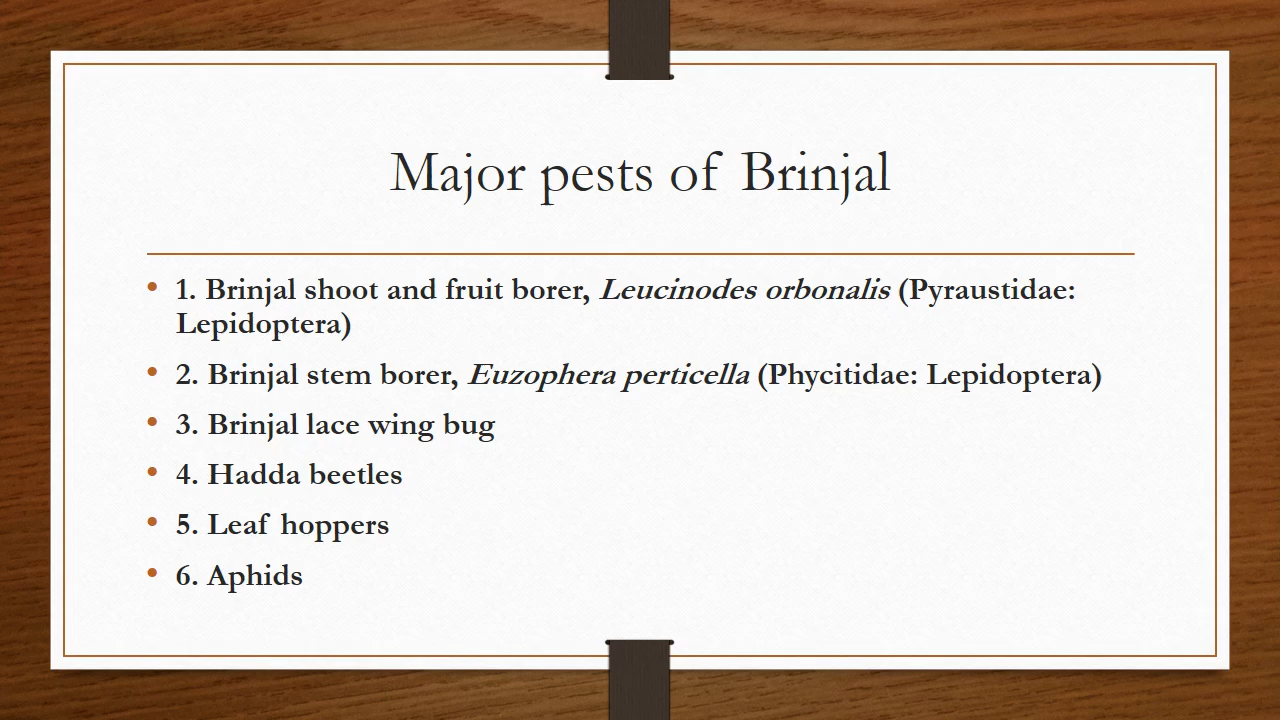 Major pests of Brinjal
• 1. Brinjal shoot and fruit borer, Leucinodes orbonalis (Pyraustidae:
Lepidoptera)
• 2. Brinjal stem borer, Euzophera perticella (Phycitidae: Lepidoptera)
• 3. Brinjal lace wing bug
• 4. Hadda beetles
• 5. Leaf hoppers
• 6. Aphids